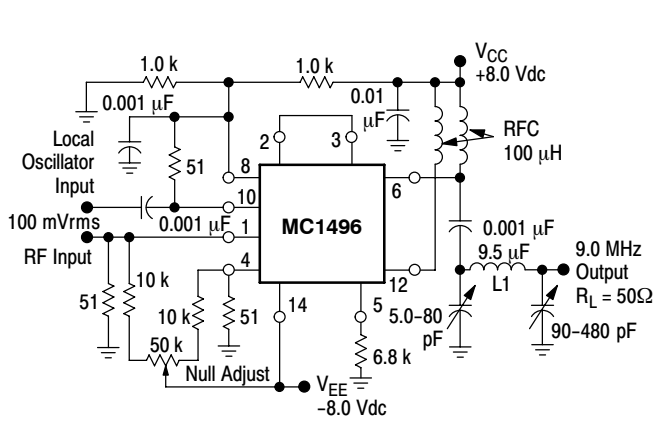 1.0 k
1.0 k
VCC
+8.0 Vdc
0.001 µF
0.01
µF
RFC
100 µH
Local
Oscillator
Input
51
2
3
8
6
10
MC1496
100 mVrms
0.001 µF
1
RF Input
4
12
0.001 µF
9.5 µF
L1
9.0 MHz
Output
RL = 50Ω
51
10 k
10 k
51
14
5
5.0–80
pF
90–480 pF
50 k
6.8 k
Null Adjust
VEE
–8.0 Vdc